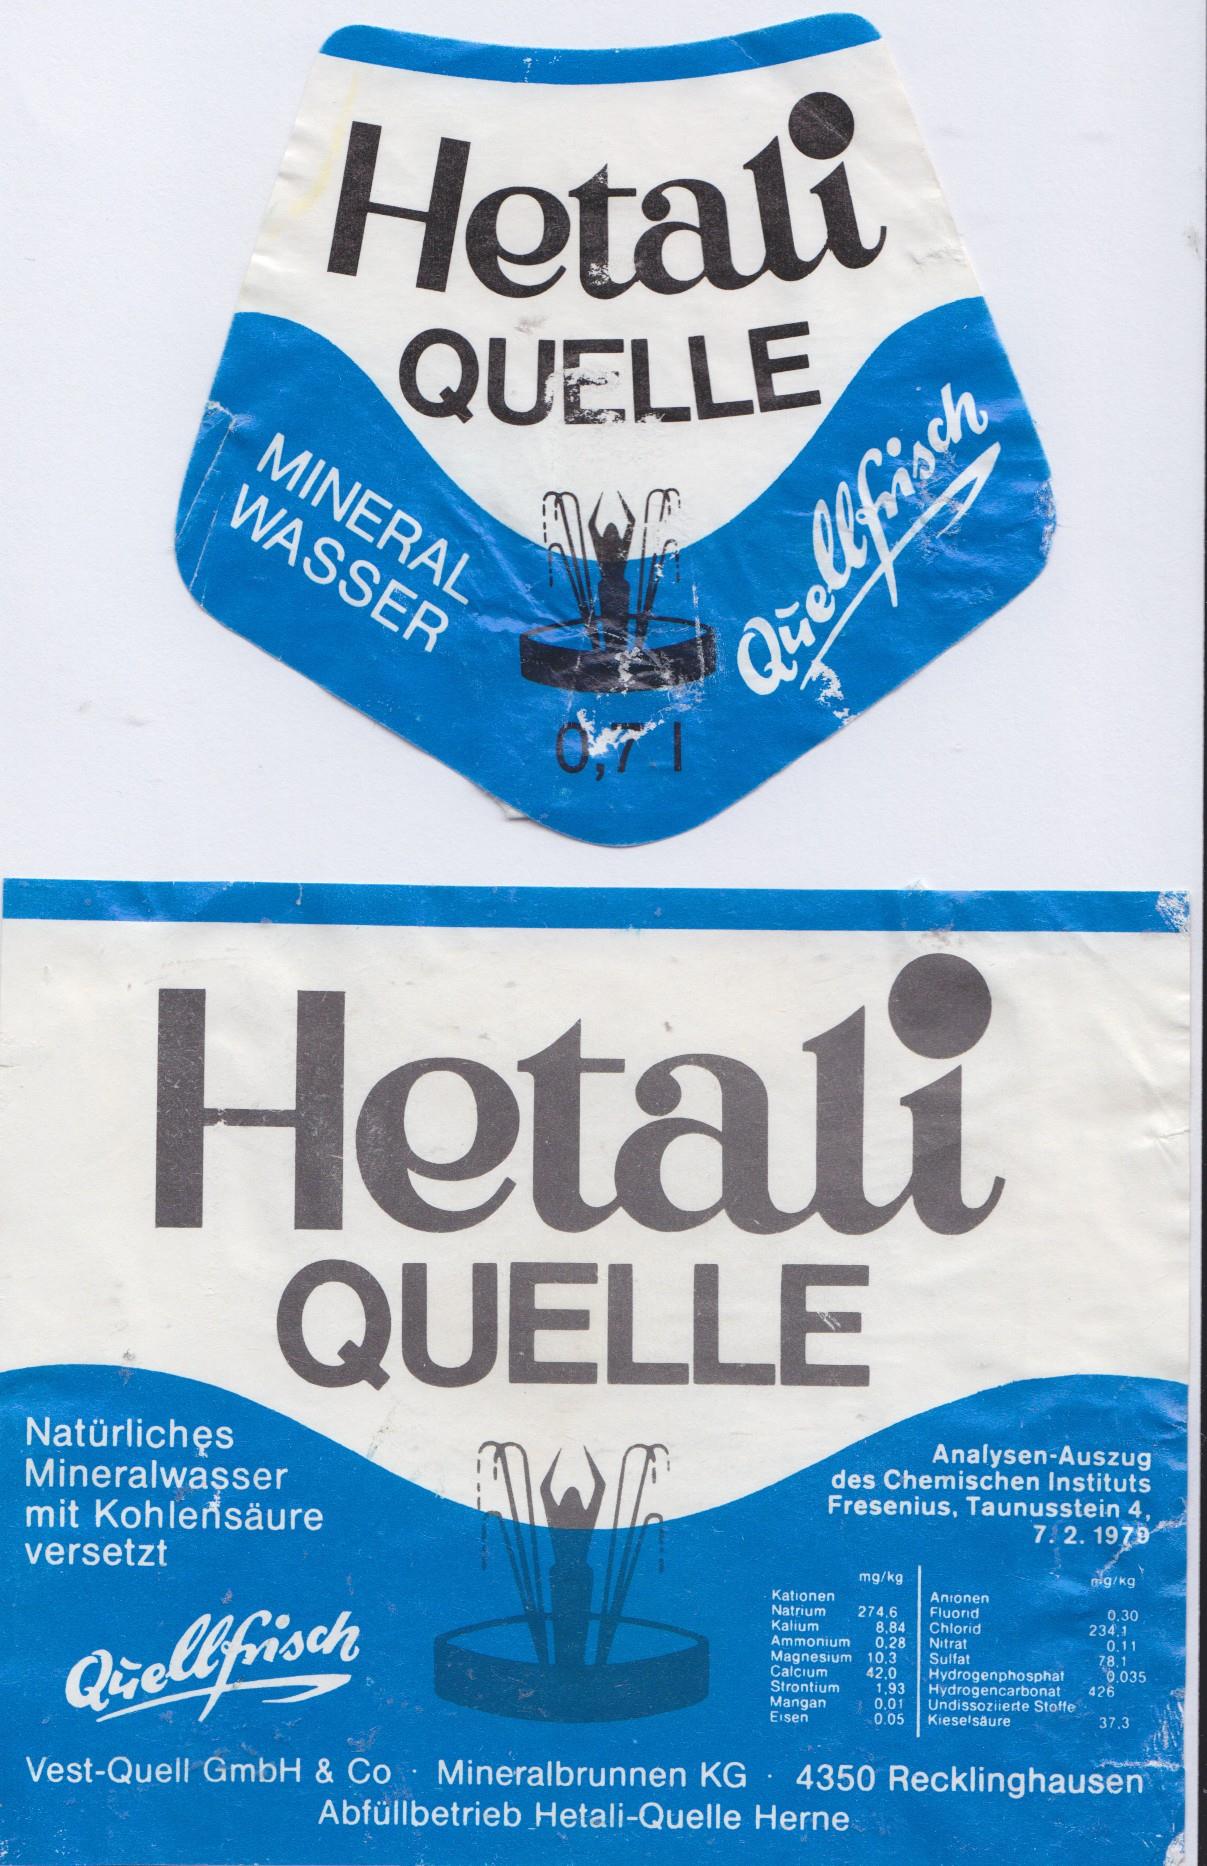 Hetali
QUELLE
MINERAL
WASSER
Quellfrisch
0,7 l
Hetali
QUELLE
Natürliches
Mineralwasser
mit Kohlensäure
versetzt
Quellfrisch
Analysen-Auszug
des Chemischen Instituts
Fresenius, Taunusstein 4,
7. 2. 1979
mg/kg
Kationen
Natrium 274,6
Kalium 8,84
Ammonium 0,28
Magnesium 10,3
Calcium 42,0
Strontium 1,93
Mangan 0,01
Eisen 0.05
mg/kg
Anionen
Fluorid 0,30
Chlorid 234,1
Nitrat 0,11
Sulfat 78,1
Hydrogenphosphat 0,035
Hydrogencarbonat 426
Undissoziierte Stoffe
Kieselsäure 37,3
Vest-Quell GmbH & Co · Mineralbrunnen KG · 4350 Recklinghausen
Abfüllbetrieb Hetali-Quelle Herne